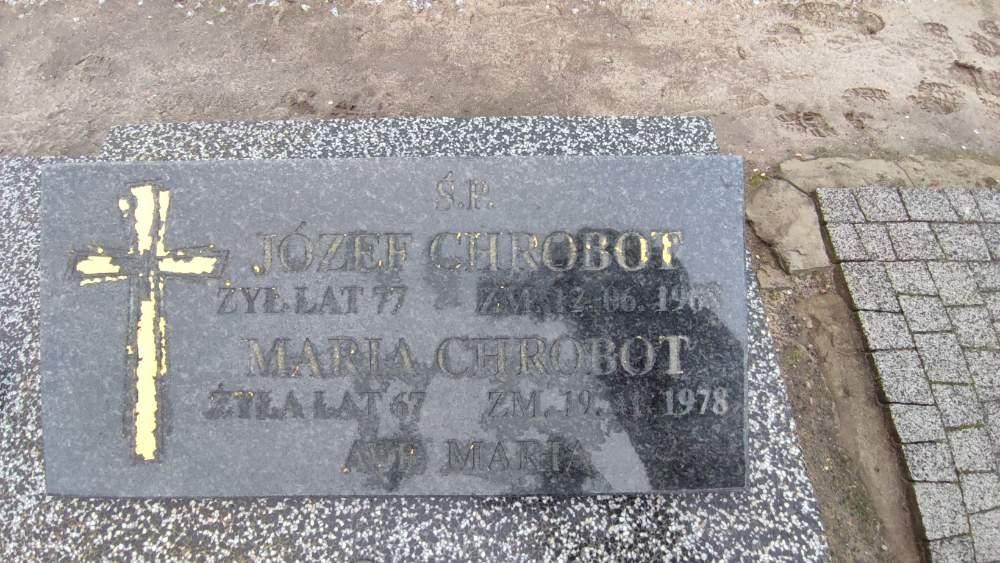 Ś.P.
JÓZEF CHROBOT
ŻYŁ LAT 77 ZM. 12.06.1968
MARIA CHROBOT
ŻYŁA LAT 67 ZM. 19. 1978
AVE MARIA